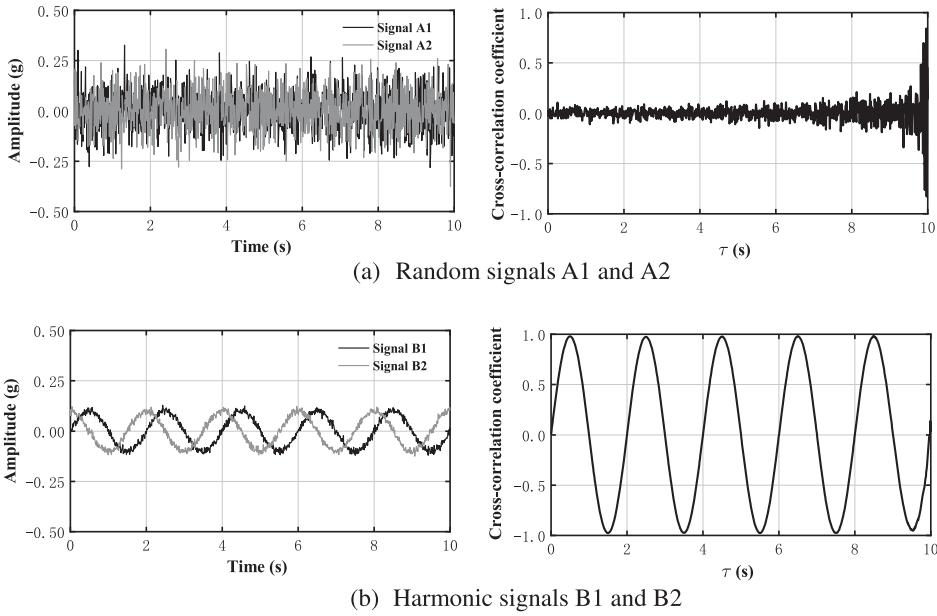 0.50
0.25
0.00
−0.25
−0.50
Amplitude (g)
Signal A1
Signal A2
0 2 4 6 8 10
Time (s)
1.0
0.5
0.0
−0.5
−1.0
Cross-correlation coefficient
0 2 4 6 8 10
τ (s)
(a) Random signals A1 and A2
0.50
0.25
0.00
−0.25
−0.50
Amplitude (g)
Signal B1
Signal B2
0 2 4 6 8 10
Time (s)
1.0
0.5
0.0
−0.5
−1.0
Cross-correlation coefficient
0 2 4 6 8 10
τ (s)
(b) Harmonic signals B1 and B2